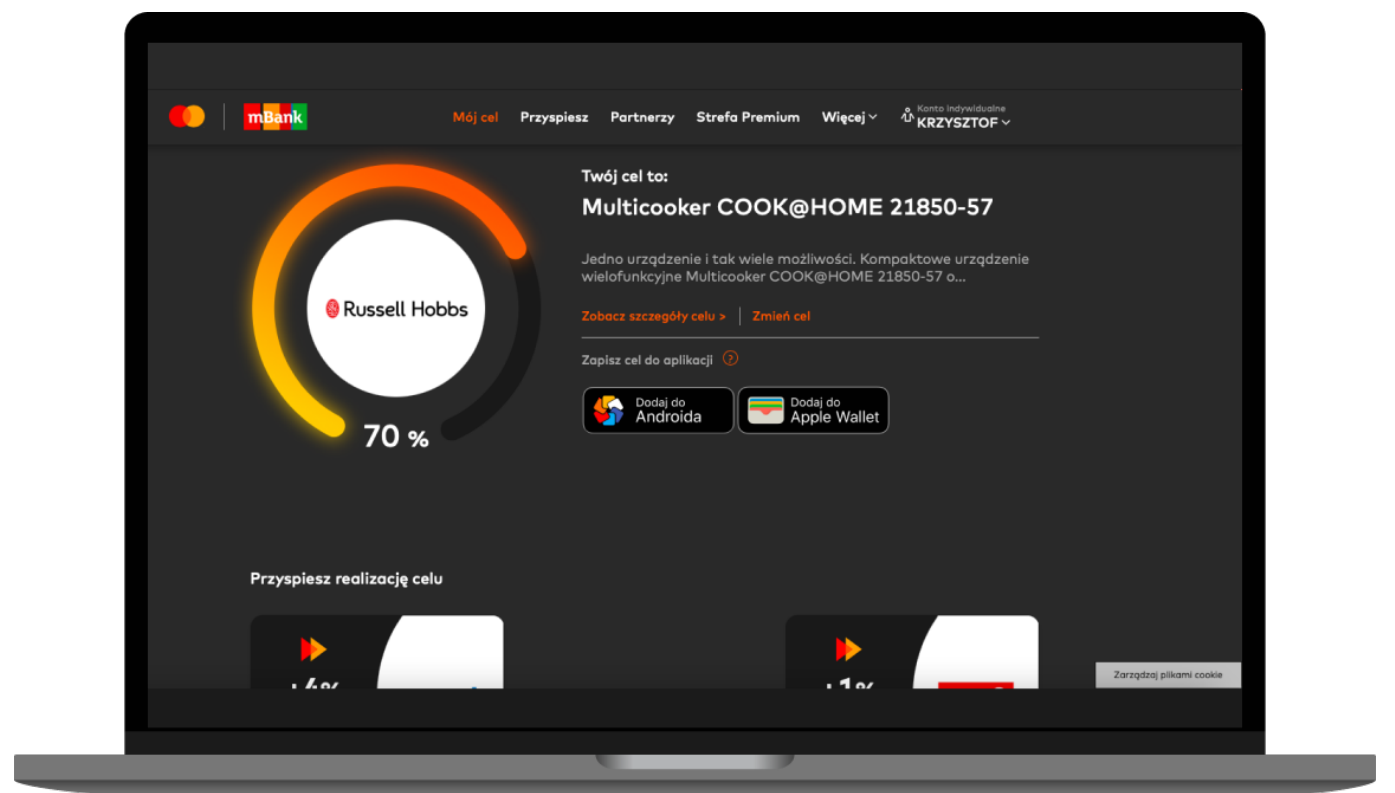 mBank
Mój cel
Przyspiesz
Partnerzy
Strefa Premium
Więcej
Konto indywidualne
KRZYSZTOF
Twój cel to:
Multicooker COOK@HOME 21850-57
Jedno urządzenie i tak wiele możliwości. Kompaktowe urządzenie
wielofunkcyjne Multicooker COOK@HOME 21850-57 o...
Russell Hobbs
Zobacz szczegóły celu >
Zmień cel
Zapisz cel do aplikacji ?
Dodaj do
Androida
Dodaj do
Apple Wallet
70 %
Przyspiesz realizację celu
+4%
+1%
Zarządzaj plikami cookie